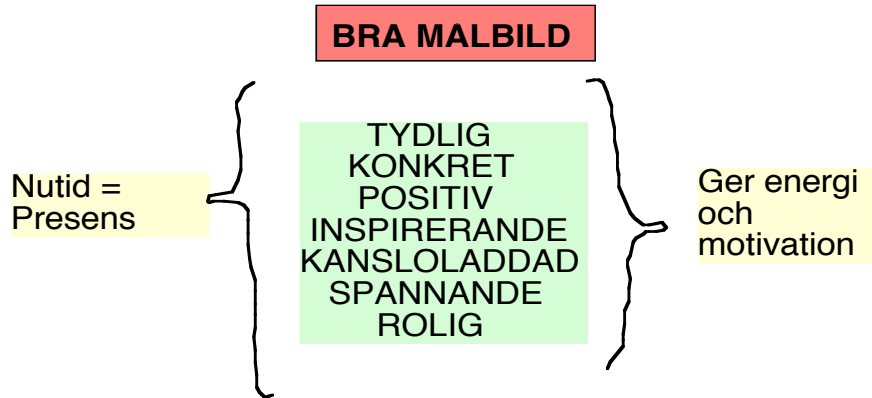 BRA MALBILD
Nutid =
Presens
TYDLIG
KONKRET
POSITIV
INSPIRERANDE
KANSLOLADDAD
SPANNANDE
ROLIG
Ger energi
och
motivation